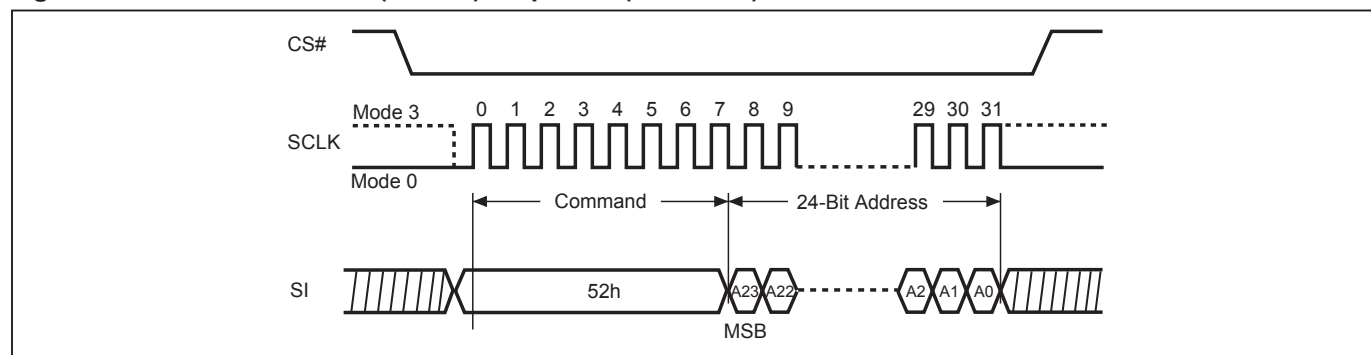 CS#
Mode 3 0 1 2 3 4 5 6 7 8 9 29 30 31
SCLK
Mode 0
Command 24-Bit Address
SI 52h A23 A22 A2 A1 A0
MSB